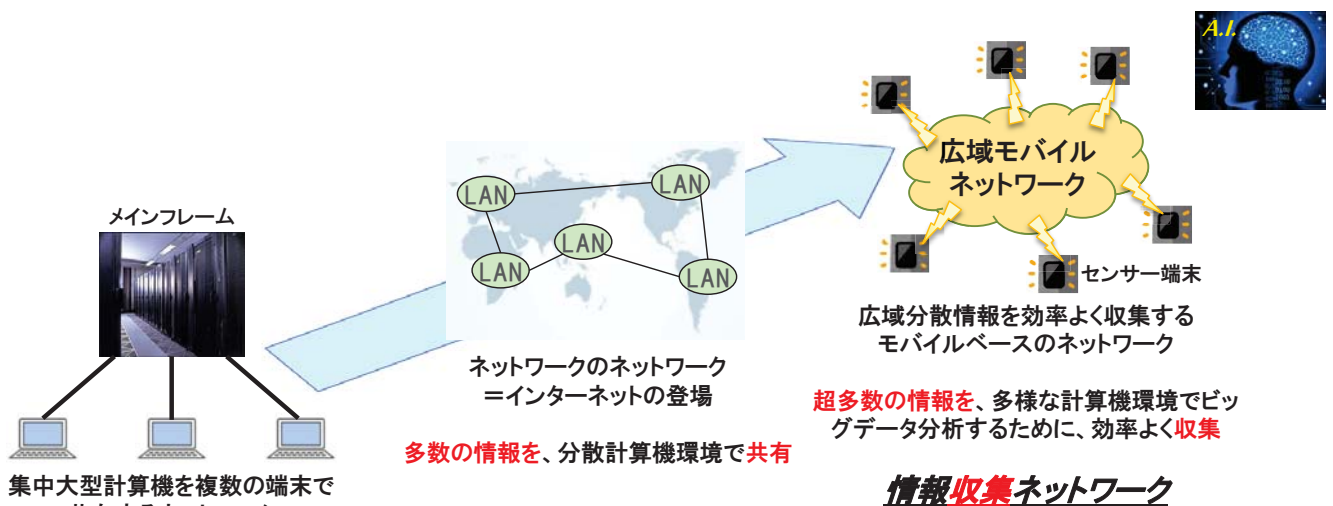 メインフレーム
集中大型計算機を複数の端末で
LAN
LAN
LAN
LAN
LAN
ネットワークのネットワーク
＝インターネットの登場
多数の情報を、分散計算機環境で共有
A.I.
広域モバイル
ネットワーク
センサー端末
広域分散情報を効率よく収集する
モバイルベースのネットワーク
超多数の情報を、多様な計算機環境でビッ
グデータ分析するために、効率よく収集
情報収集ネットワーク